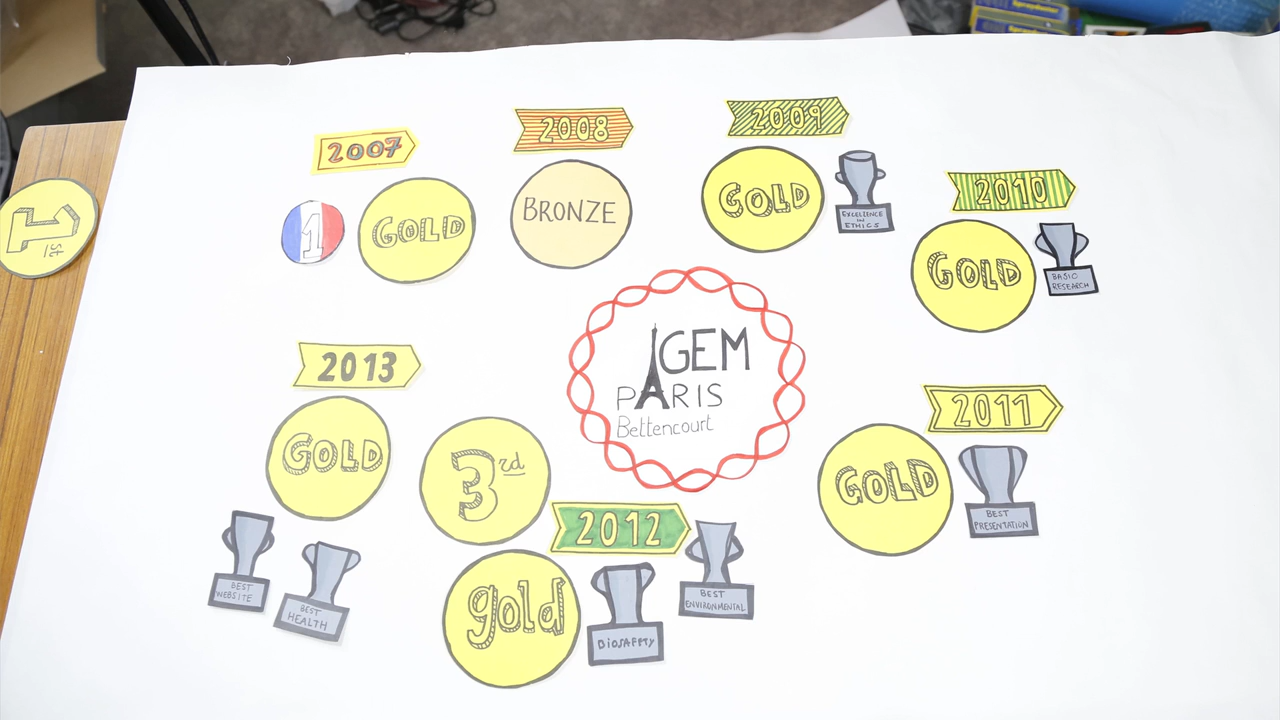 2007
1
GOLD
2008
BRONZE
2009
GOLD
EXCELLENCE
and
ETHICS
2010
GOLD
BASIC
RESEARCH
1st
iGEM
PARIS
Bettencourt
2011
GOLD
BEST
PRESENTATION
2012
3rd
gold
BIOSAFETY
BEST
ENVIRONMENTAL
2013
GOLD
BEST
WEBSITE
BEST
HEALTH